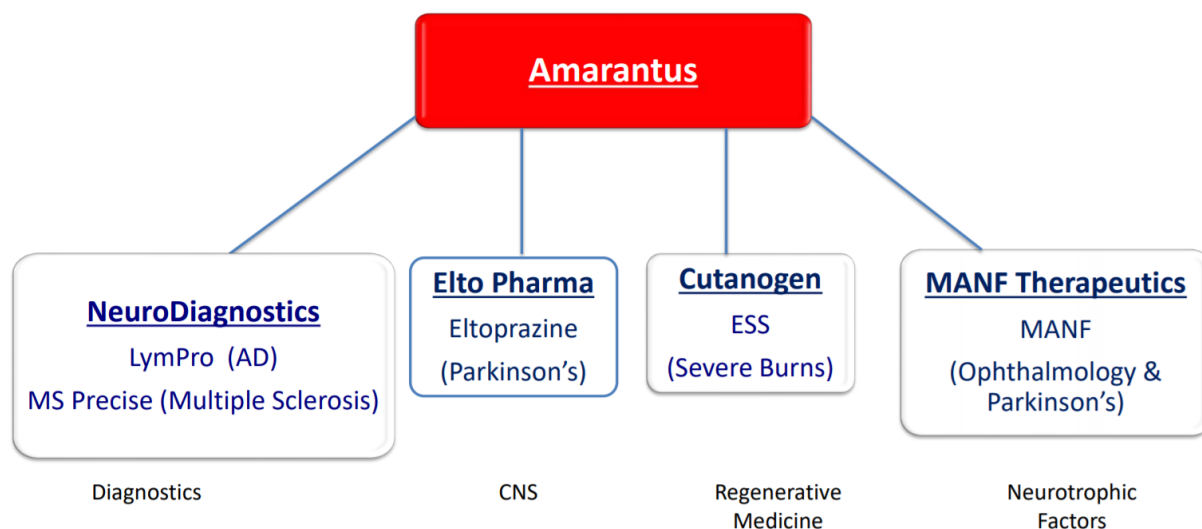 Amarantus
NeuroDiagnostics
LymPro  (AD)
MS Precise (Multiple Sclerosis)
Elto Pharma
Eltoprazine
(Parkinson’s)
Cutanogen
ESS
(Severe Burns)
MANF Therapeutics
MANF
(Ophthalmology &
Parkinson’s)
Diagnostics
CNS
Regenerative
Medicine
Neurotrophic
Factors